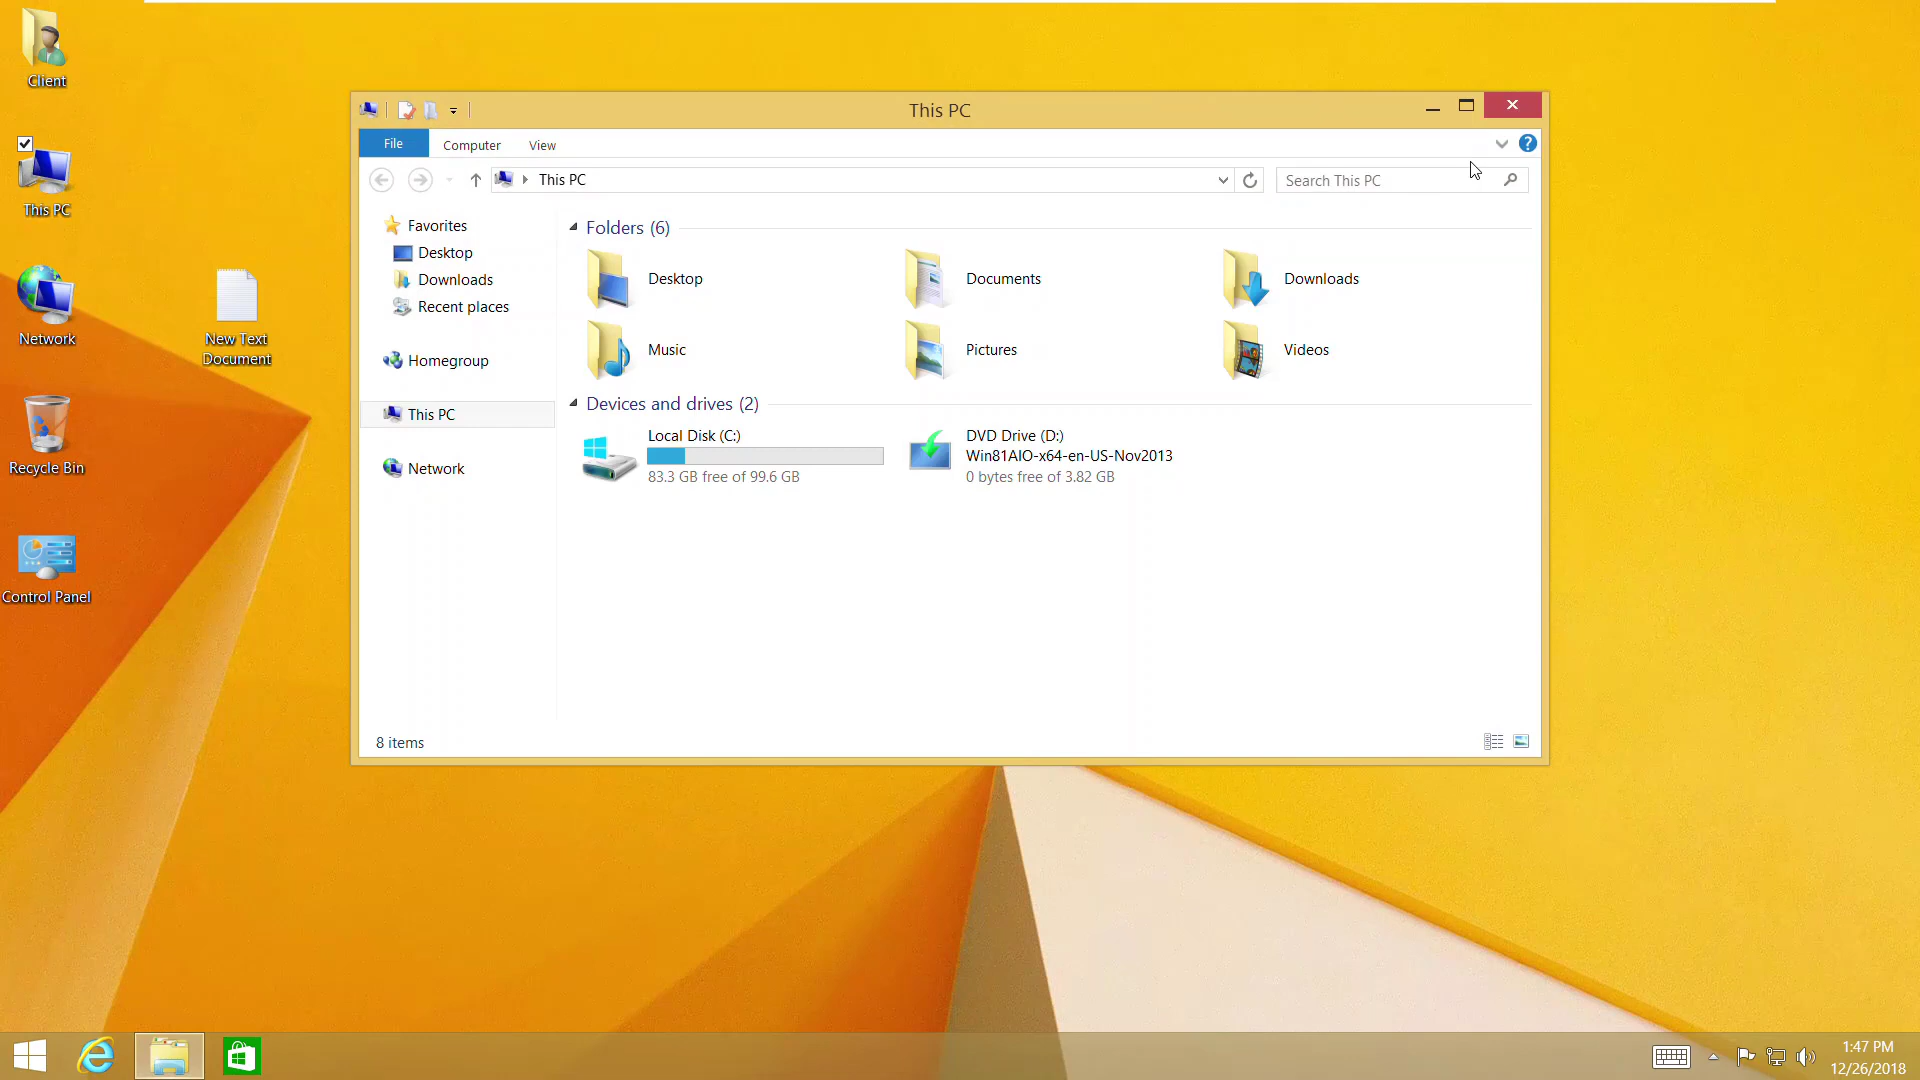 Client
This PC
Network
New Text
Document
Recycle Bin
Control Panel
This PC
File
Computer
View
?
This PC
Search This PC
Favorites
Desktop
Downloads
Recent places
Homegroup
This PC
Network
Folders (6)
Desktop
Documents
Downloads
Music
Pictures
Videos
Devices and drives (2)
Local Disk (C:)
83.3 GB free of 99.6 GB
DVD Drive (D:)
Win81AIO-x64-en-US-Nov2013
0 bytes free of 3.82 GB
8 items
1:47 PM
12/26/2018